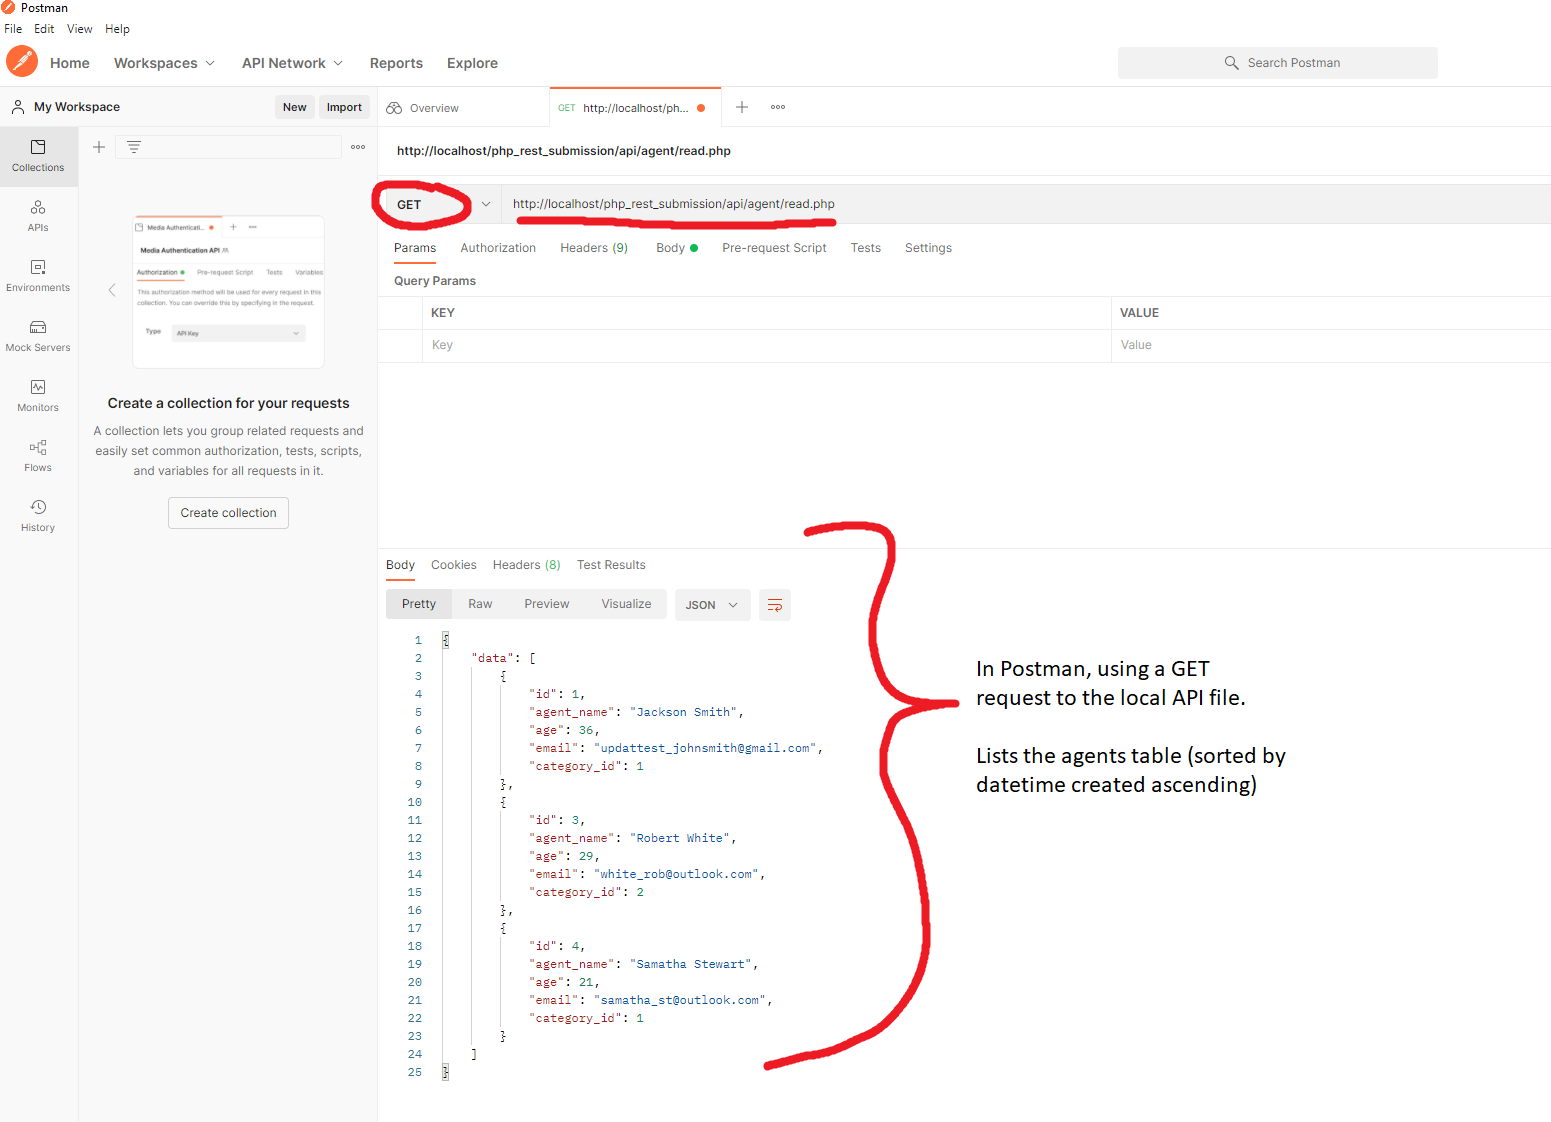 Postman
File Edit View Help
Home Workspaces API Network Reports Explore Search Postman
My Workspace New Import
Overview GET http://localhost/ph...
Collections
APIs
Environments
Mock Servers
Monitors
Flows
History
Media Authenticati...
Media Authentication API
Authorization Pre-request Script Tests Variables
This authorization method will be used for every request in this
collection. You can override this by specifying in the request.
Type API Key
Create a collection for your requests
A collection lets you group related requests and
easily set common authorization, tests, scripts,
and variables for all requests in it.
Create collection
http://localhost/php_rest_submission/api/agent/read.php
GET http://localhost/php_rest_submission/api/agent/read.php
Params Authorization Headers (9) Body Pre-request Script Tests Settings
Query Params
KEY VALUE
Key Value
Body Cookies Headers (8) Test Results
Pretty Raw Preview Visualize JSON
1 {
2 "data": [
3 {
4 "id": 1,
5 "agent_name": "Jackson Smith",
6 "age": 36,
7 "email": "updattest_johnsmith@gmail.com",
8 "category_id": 1
9 },
10 {
11 "id": 3,
12 "agent_name": "Robert White",
13 "age": 29,
14 "email": "white_rob@outlook.com",
15 "category_id": 2
16 },
17 {
18 "id": 4,
19 "agent_name": "Samatha Stewart",
20 "age": 21,
21 "email": "samatha_st@outlook.com",
22 "category_id": 1
23 }
24 ]
25 }
In Postman, using a GET
request to the local API file.
Lists the agents table (sorted by
datetime created ascending)